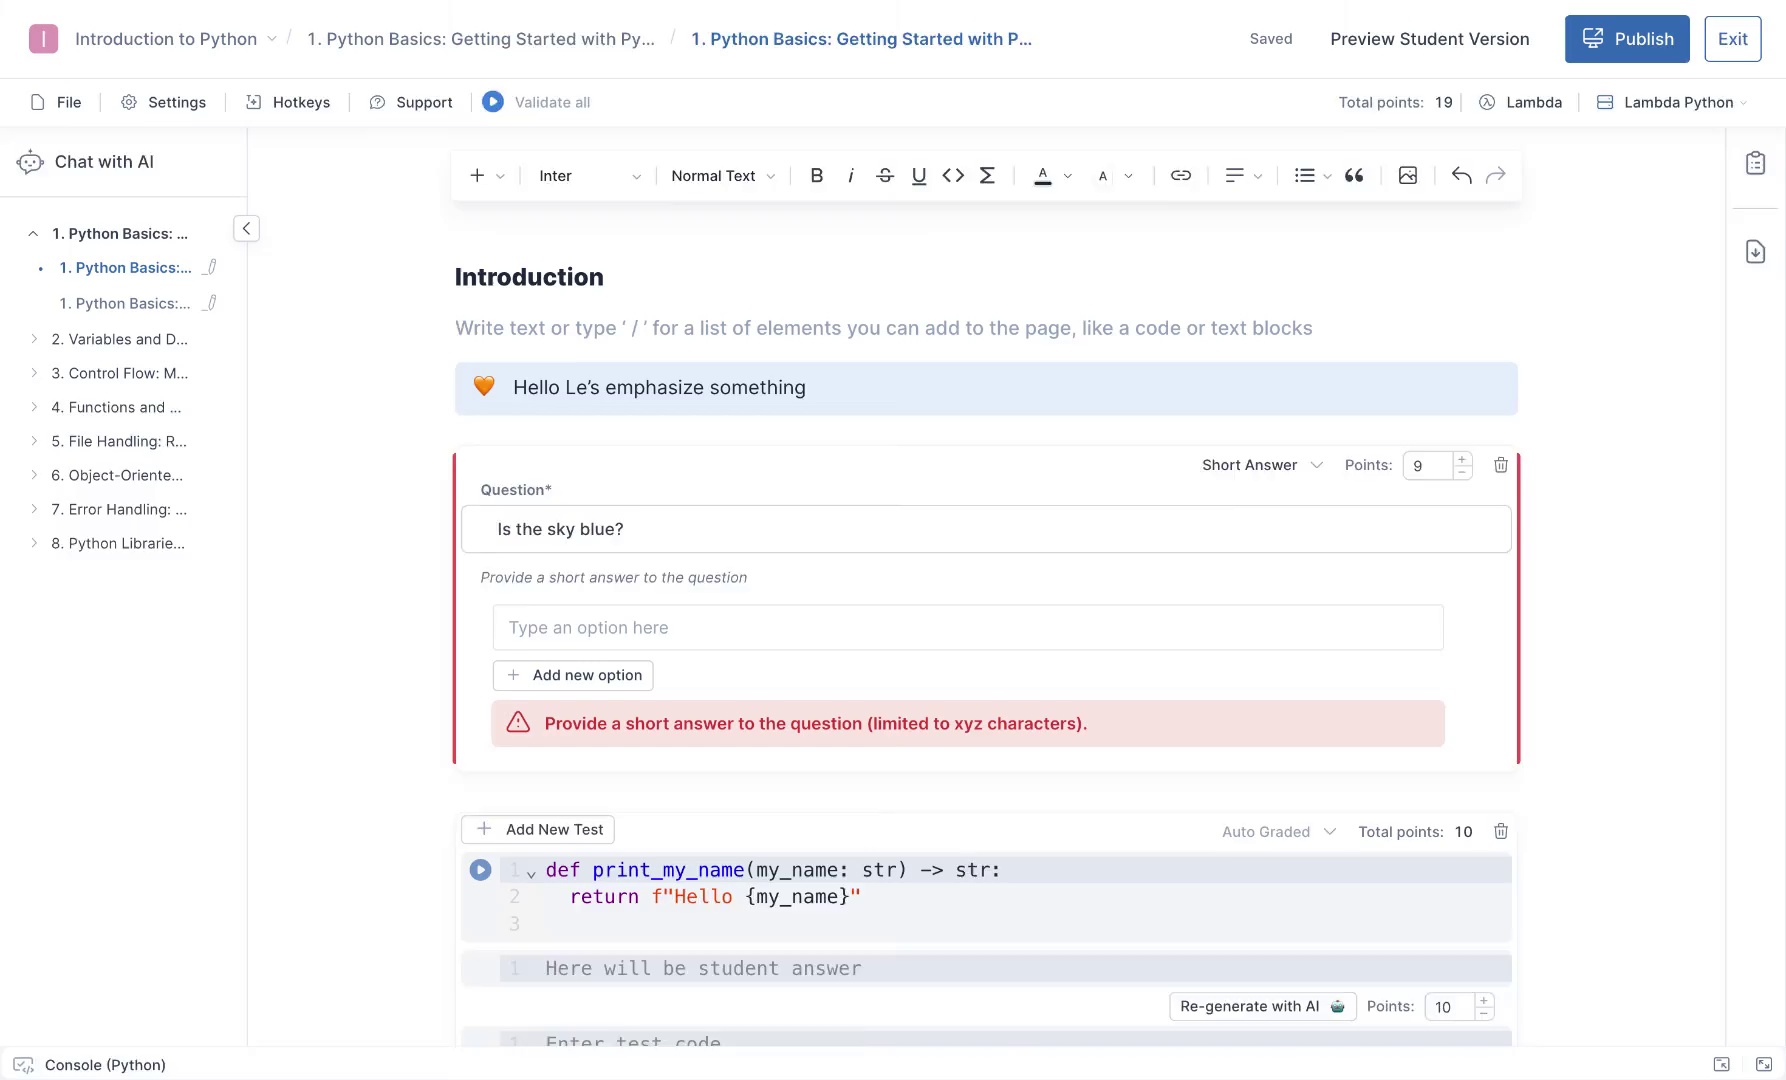 I Introduction to Python / 1. Python Basics: Getting Started with Py... / 1. Python Basics: Getting Started with P... Saved Preview Student Version Publish Exit
File Settings Hotkeys Support Validate all Total points: 19 Lambda Lambda Python
Chat with AI
Inter Normal Text B i S U A A
1. Python Basics: ...
1. Python Basics:...
1. Python Basics:...
2. Variables and D...
3. Control Flow: M...
4. Functions and ...
5. File Handling: R...
6. Object-Oriente...
7. Error Handling: ...
8. Python Librarie...
Introduction
Write text or type ‘ / ’ for a list of elements you can add to the page, like a code or text blocks
Hello Le’s emphasize something
Short Answer Points: 9
Question*
Is the sky blue?
Provide a short answer to the question
Type an option here
+ Add new option
Provide a short answer to the question (limited to xyz characters).
+ Add New Test Auto Graded Total points: 10
1 def print_my_name(my_name: str) -> str:
2 return f"Hello {my_name}"
3
1 Here will be student answer
Re-generate with AI Points: 10
1 Enter test code
Console (Python)